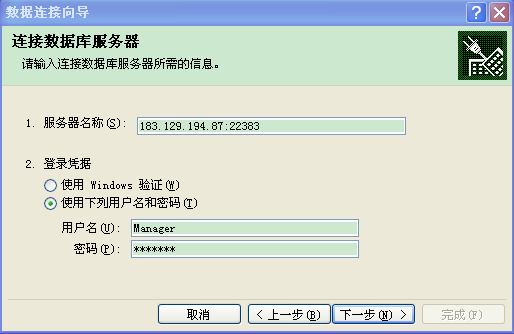 数据连接向导
连接数据库服务器
请输入连接数据库服务器所需的信息。
1. 服务器名称(S): 183.129.194.87:22383
2. 登录凭据
使用 Windows 验证(W)
使用下列用户名和密码(T)
用户名(U): Manager
密码(P): *******
取消 < 上一步(B) 下一步(N) > 完成(F)